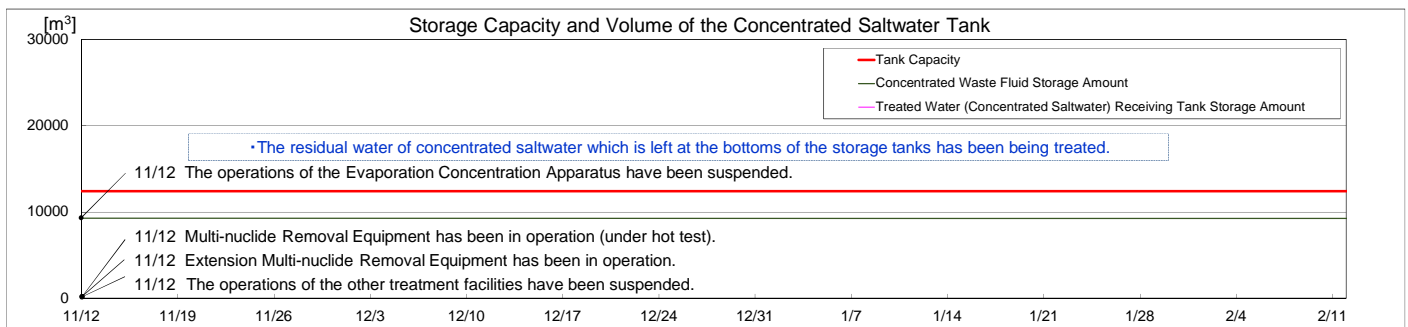 [m³]
Storage Capacity and Volume of the Concentrated Saltwater Tank
30000
Tank Capacity
Concentrated Waste Fluid Storage Amount
Treated Water (Concentrated Saltwater) Receiving Tank Storage Amount
20000
・The residual water of concentrated saltwater which is left at the bottoms of the storage tanks has been being treated.
11/12 The operations of the Evaporation Concentration Apparatus have been suspended.
10000
11/12 Multi-nuclide Removal Equipment has been in operation (under hot test).
11/12 Extension Multi-nuclide Removal Equipment has been in operation.
11/12 The operations of the other treatment facilities have been suspended.
0
11/12 11/19 11/26 12/3 12/10 12/17 12/24 12/31 1/7 1/14 1/21 1/28 2/4 2/11